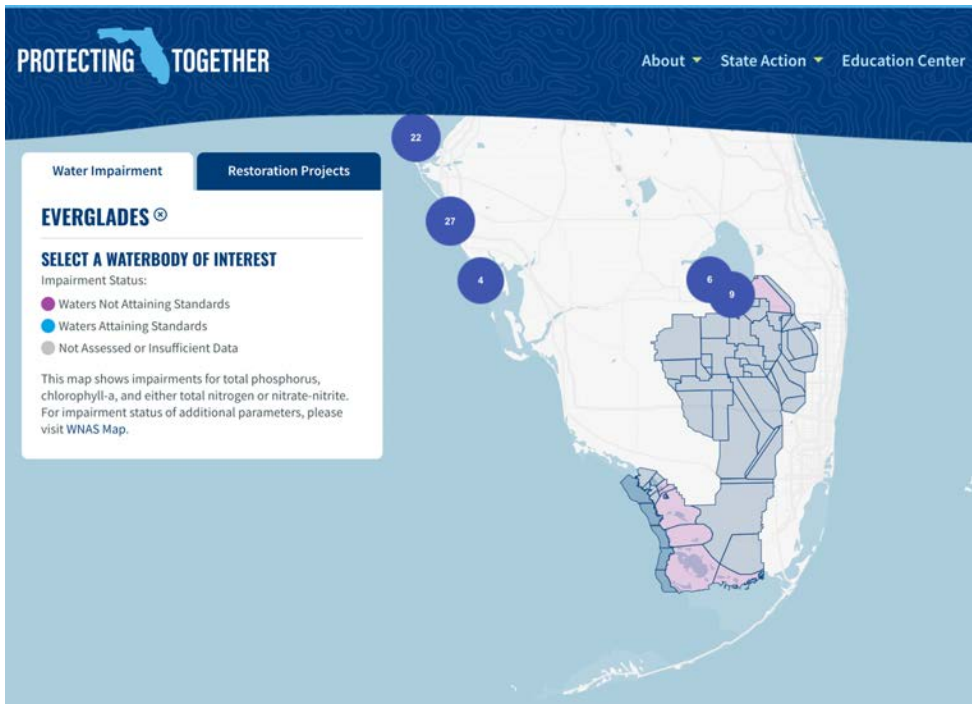 PROTECTING TOGETHER
About State Action Education Center
Water Impairment Restoration Projects
EVERGLADES
SELECT A WATERBODY OF INTEREST
Impairment Status:
Waters Not Attaining Standards
Waters Attaining Standards
Not Assessed or Insufficient Data
This map shows impairments for total phosphorus,
chlorophyll-a, and either total nitrogen or nitrate-nitrite.
For impairment status of additional parameters, please
visit WNAS Map.
22
27
4
6
9